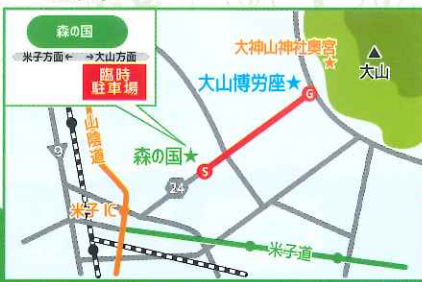 森の国
米子方面← →大山方面
臨時
駐車場
大神山神社奥宮
★
▲
大山
大山博労座★
G
山陰道
9
森の国★
S
24
米子IC
米子道